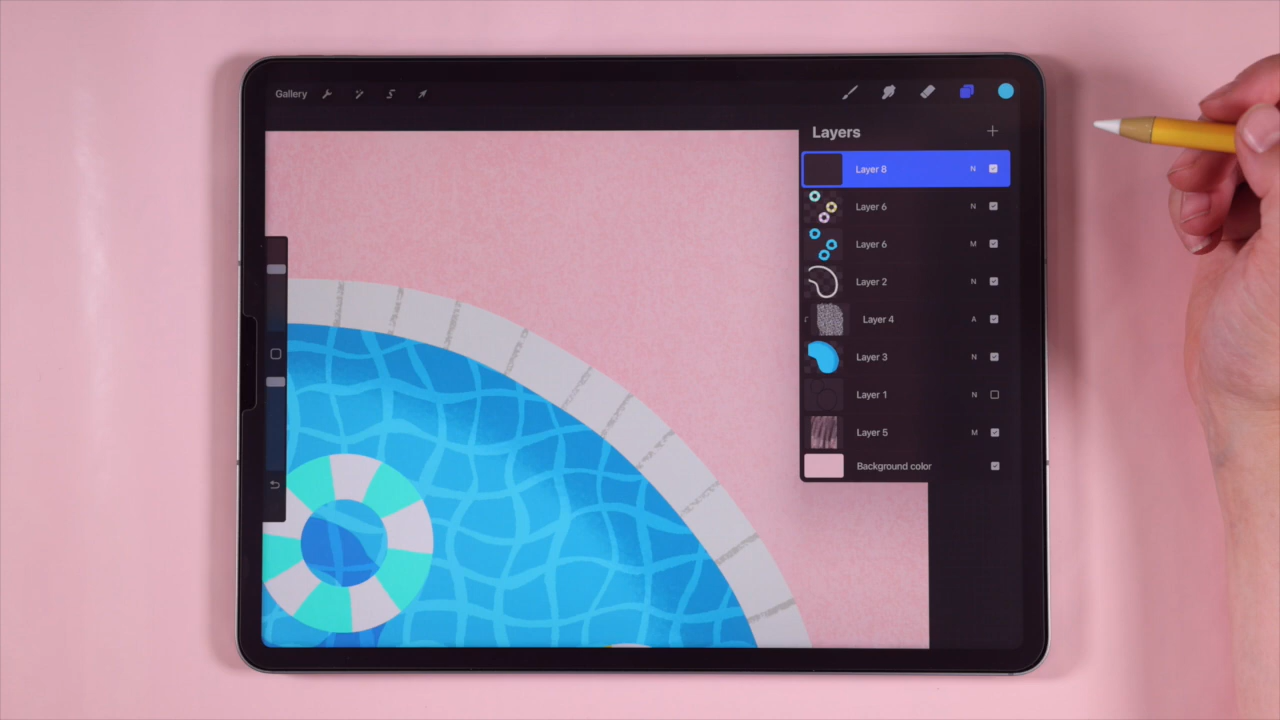 Gallery
Layers
Layer 8 N
Layer 6 N
Layer 6 M
Layer 2 N
Layer 4 A
Layer 3 N
Layer 1 N
Layer 5 M
Background color